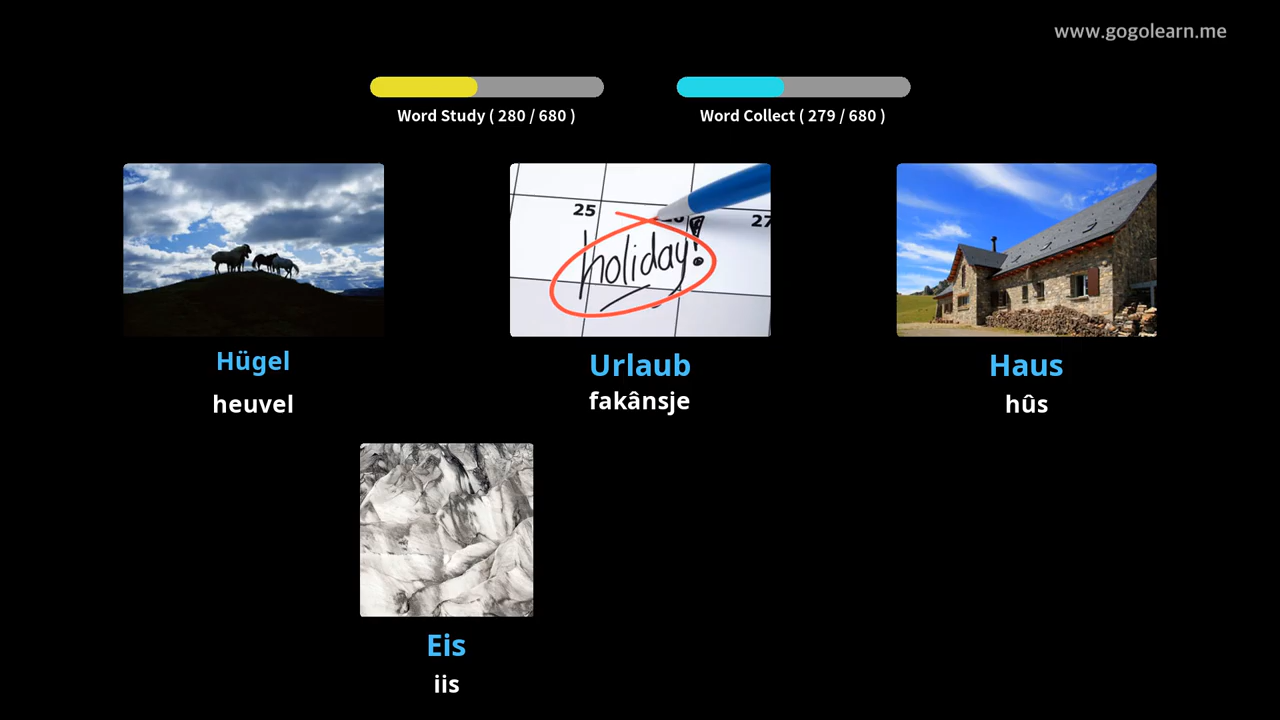 www.gogolearn.me
Word Study ( 280 / 680 )
Word Collect ( 279 / 680 )
25
27
holiday!
Hügel
heuvel
Urlaub
fakânsje
Haus
hûs
Eis
iis